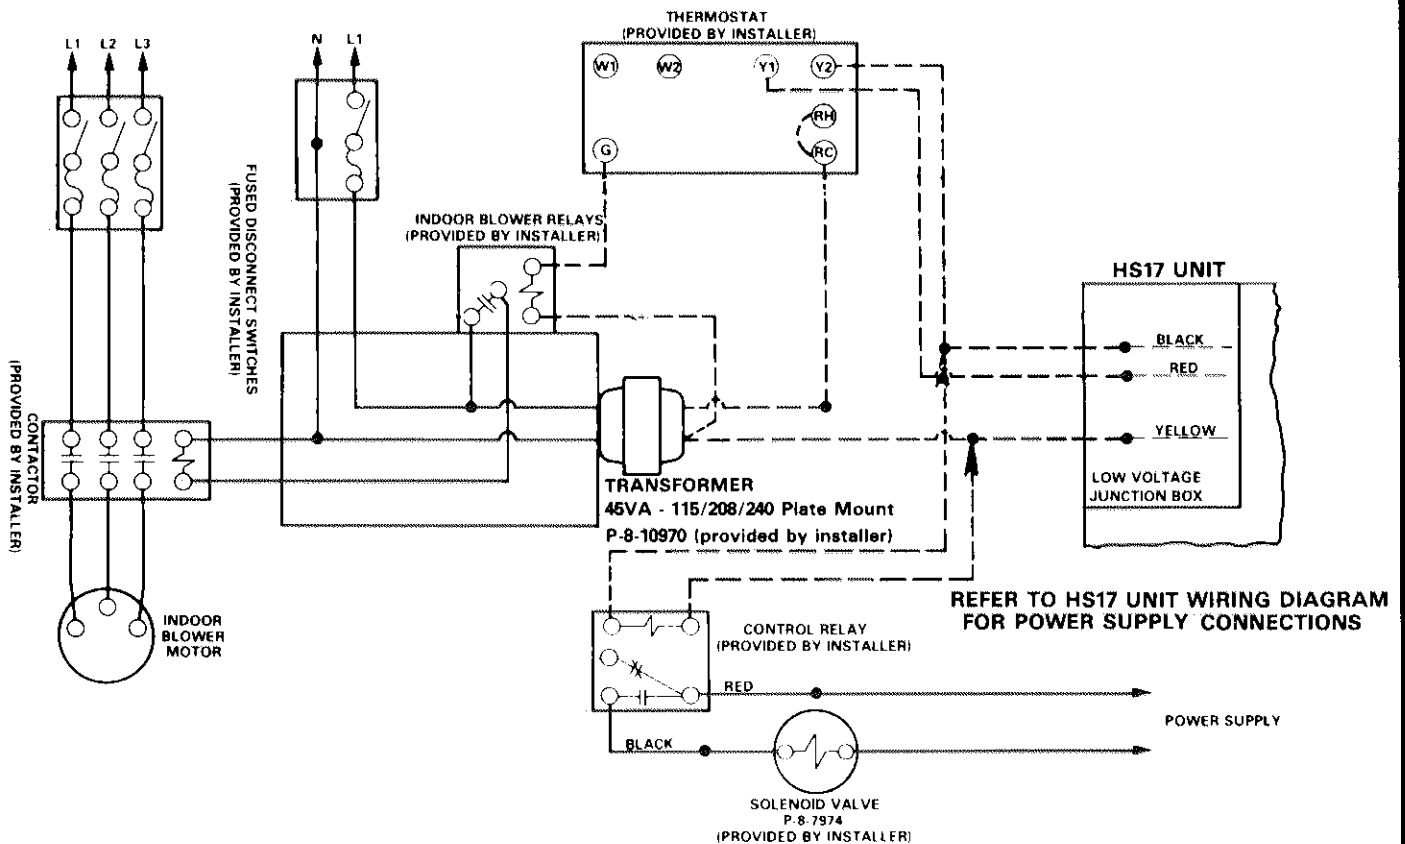 THERMOSTAT
(PROVIDED BY INSTALLER)
L1
L2
L3
N
L1
W1
W2
Y1
Y2
RH
RC
G
FUSED DISCONNECT SWITCHES
(PROVIDED BY INSTALLER)
INDOOR BLOWER RELAYS
(PROVIDED BY INSTALLER)
HS17 UNIT
BLACK
RED
YELLOW
LOW VOLTAGE
JUNCTION BOX
CONTACTOR
(PROVIDED BY INSTALLER)
TRANSFORMER
45VA - 115/208/240 Plate Mount
P-8-10970 (provided by installer)
INDOOR
BLOWER
MOTOR
REFER TO HS17 UNIT WIRING DIAGRAM
FOR POWER SUPPLY CONNECTIONS
CONTROL RELAY
(PROVIDED BY INSTALLER)
RED
BLACK
POWER SUPPLY
SOLENOID VALVE
P-8-7974
(PROVIDED BY INSTALLER)